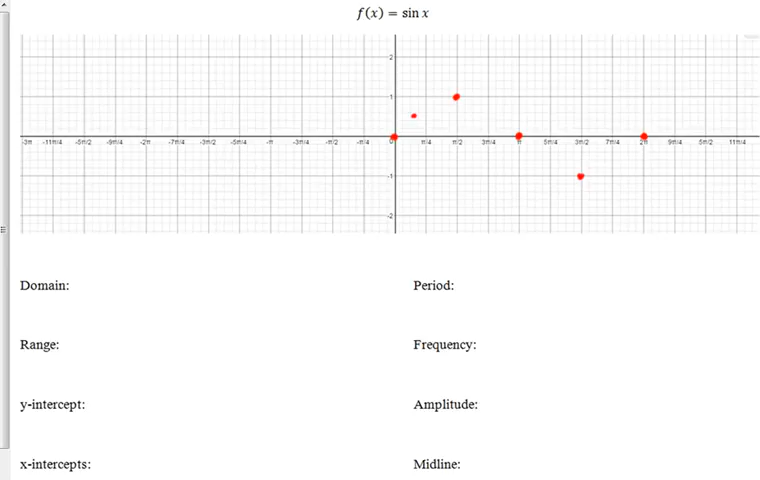 f(x) = sin x
2
1
-3π -11π/4 -5π/2 -9π/4 -2π -7π/4 -3π/2 -5π/4 -π -3π/4 -π/2 -π/4 0 π/4 π/2 3π/4 π 5π/4 3π/2 7π/4 2π 9π/4 5π/2 11π/4
-1
-2
Domain: Period:
Range: Frequency:
y-intercept: Amplitude:
x-intercepts: Midline: